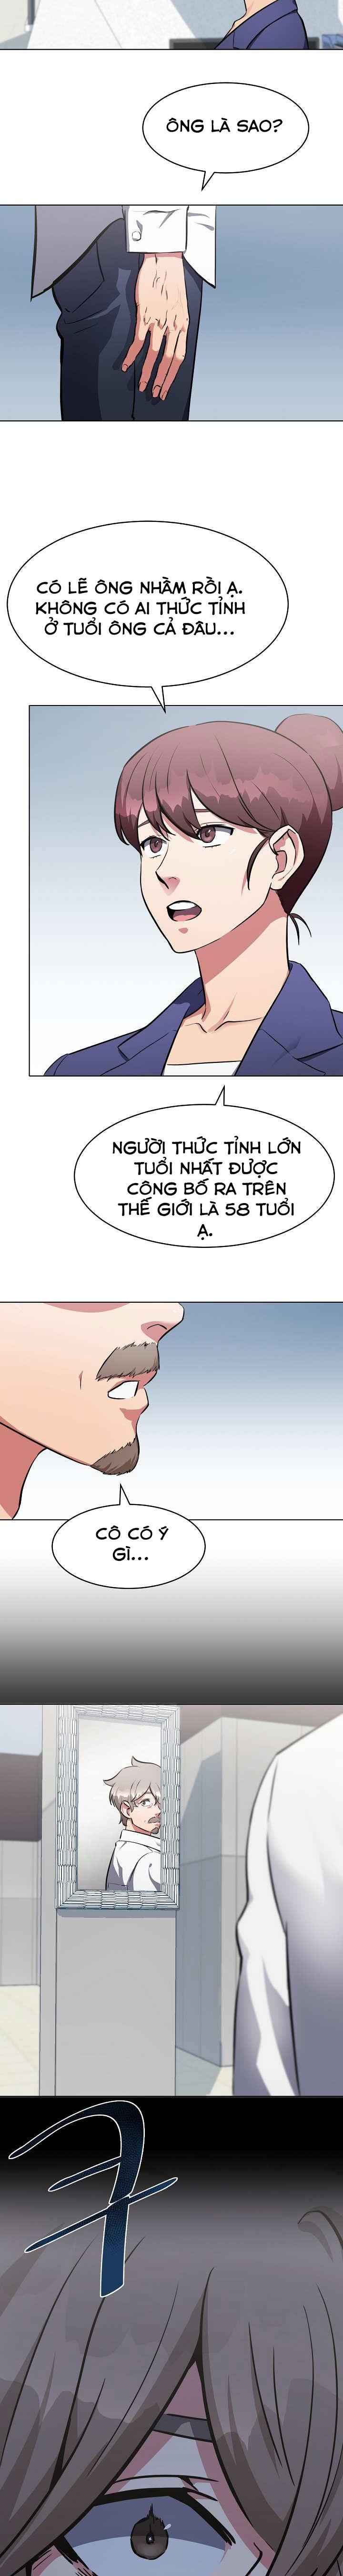 ÔNG LÀ SAO?
CÓ LẼ ÔNG NHẦM RỒI Ạ.
KHÔNG CÓ AI THỨC TỈNH
Ở TUỔI ÔNG CẢ ĐÂU...
NGƯỜI THỨC TỈNH LỚN
TUỔI NHẤT ĐƯỢC
CÔNG BỐ RA TRÊN
THẾ GIỚI LÀ 58 TUỔI
Ạ.
CÔ CÓ Ý
GÌ...
쿠